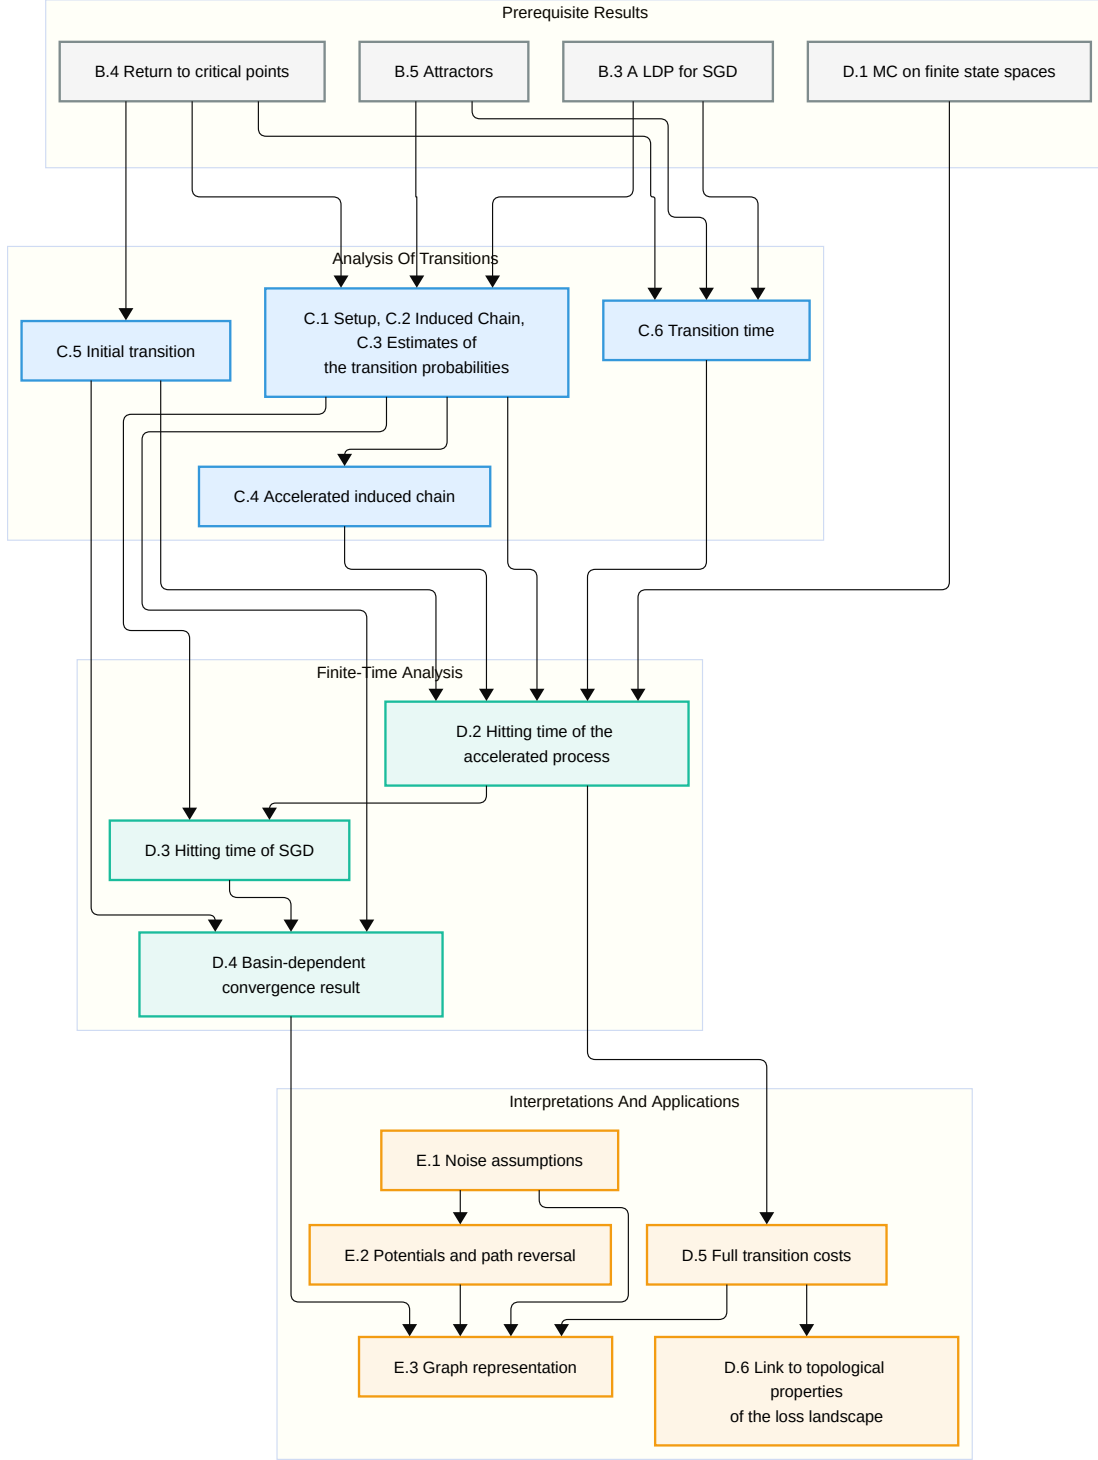 Prerequisite Results
B.4 Return to critical points
B.5 Attractors
B.3 A LDP for SGD
D.1 MC on finite state spaces
Analysis Of Transitions
C.1 Setup, C.2 Induced Chain,
C.3 Estimates of
the transition probabilities
C.6 Transition time
C.5 Initial transition
C.4 Accelerated induced chain
Finite-Time Analysis
D.2 Hitting time of the
accelerated process
D.3 Hitting time of SGD
D.4 Basin-dependent
convergence result
Interpretations And Applications
E.1 Noise assumptions
E.2 Potentials and path reversal
D.5 Full transition costs
E.3 Graph representation
D.6 Link to topological
properties
of the loss landscape